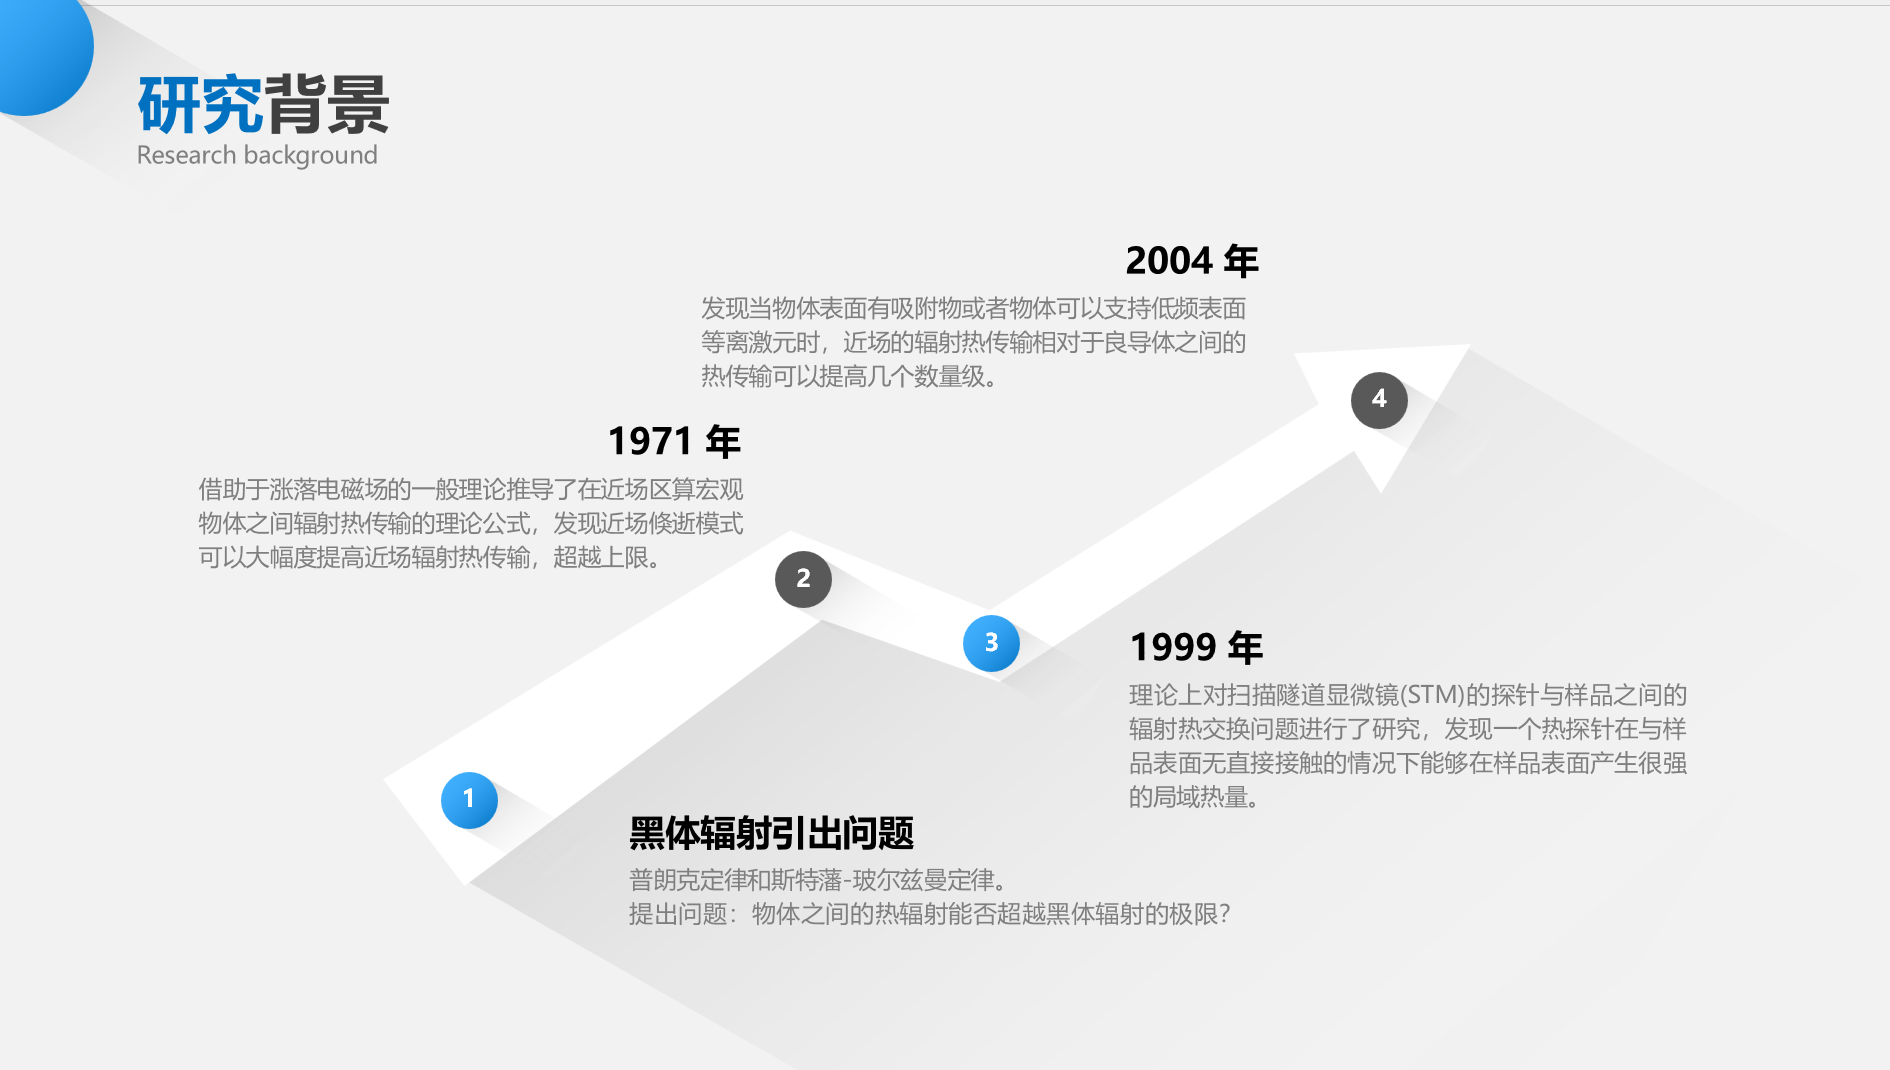 研究背景
Research background
2004 年
发现当物体表面有吸附物或者物体可以支持低频表面
等离激元时，近场的辐射热传输相对于良导体之间的
热传输可以提高几个数量级。
1971 年
借助于涨落电磁场的一般理论推导了在近场区算宏观
物体之间辐射热传输的理论公式，发现近场倏逝模式
可以大幅度提高近场辐射热传输，超越上限。
4
2
3
1999 年
理论上对扫描隧道显微镜(STM)的探针与样品之间的
辐射热交换问题进行了研究，发现一个热探针在与样
品表面无直接接触的情况下能够在样品表面产生很强
的局域热量。
1
黑体辐射引出问题
普朗克定律和斯特藩-玻尔兹曼定律。
提出问题：物体之间的热辐射能否超越黑体辐射的极限？